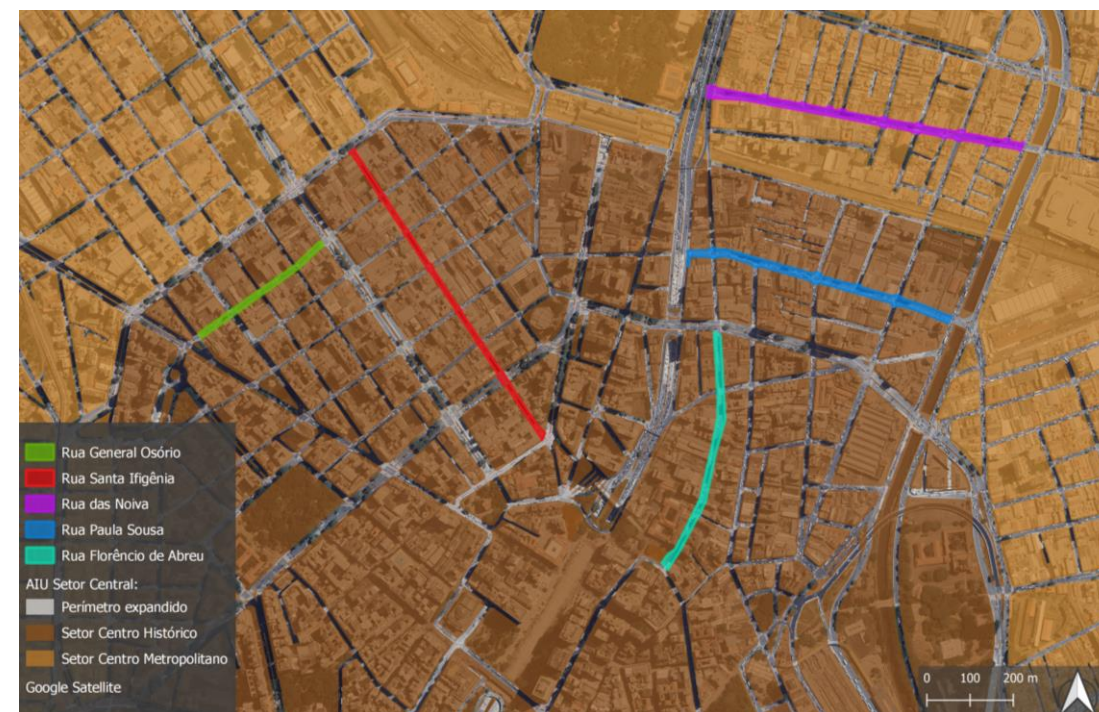 Rua General Osório
Rua Santa Ifigênia
Rua das Noiva
Rua Paula Sousa
Rua Florêncio de Abreu
AIU Setor Central:
Perímetro expandido
Setor Centro Histórico
Setor Centro Metropolitano
Google Satellite
0 100 200 m